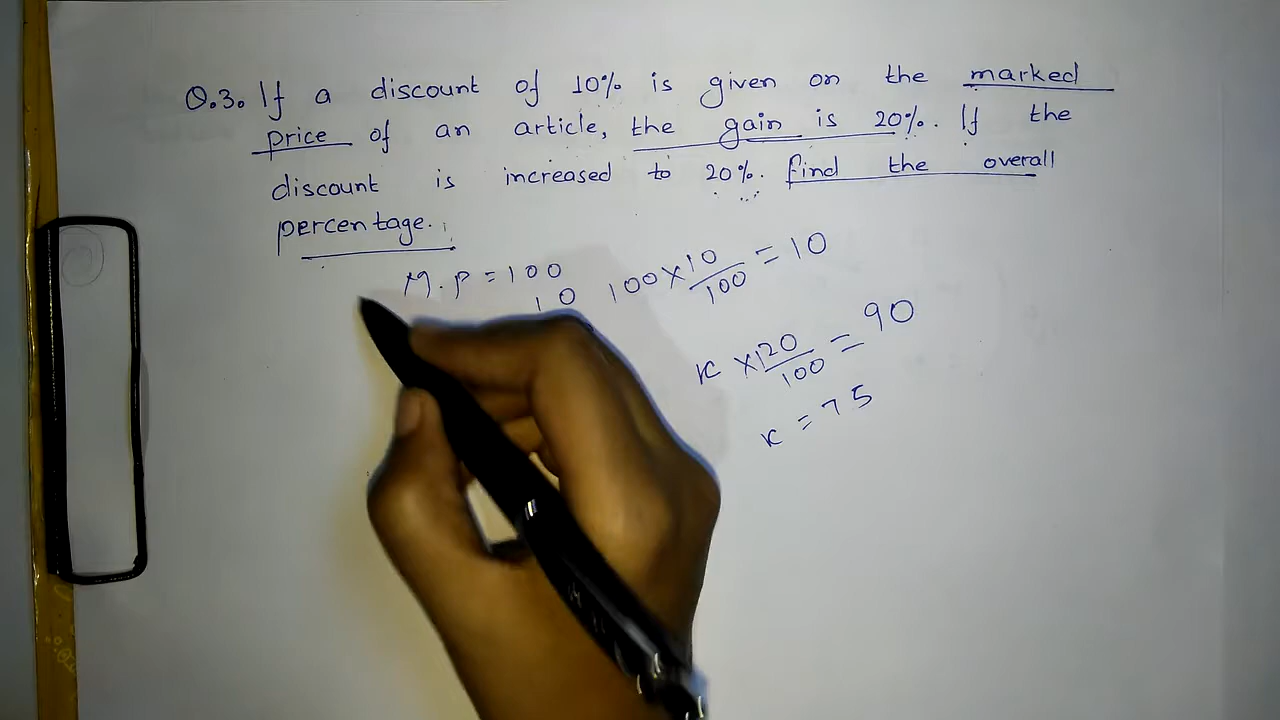 Q.3. If a discount of 10% is given on the marked
price of an article, the gain is 20%. If the
discount is increased to 20%. find the overall
percentage.
M.P = 100
10
100 x 10/100 = 10
x x 120/100 = 90
x = 75